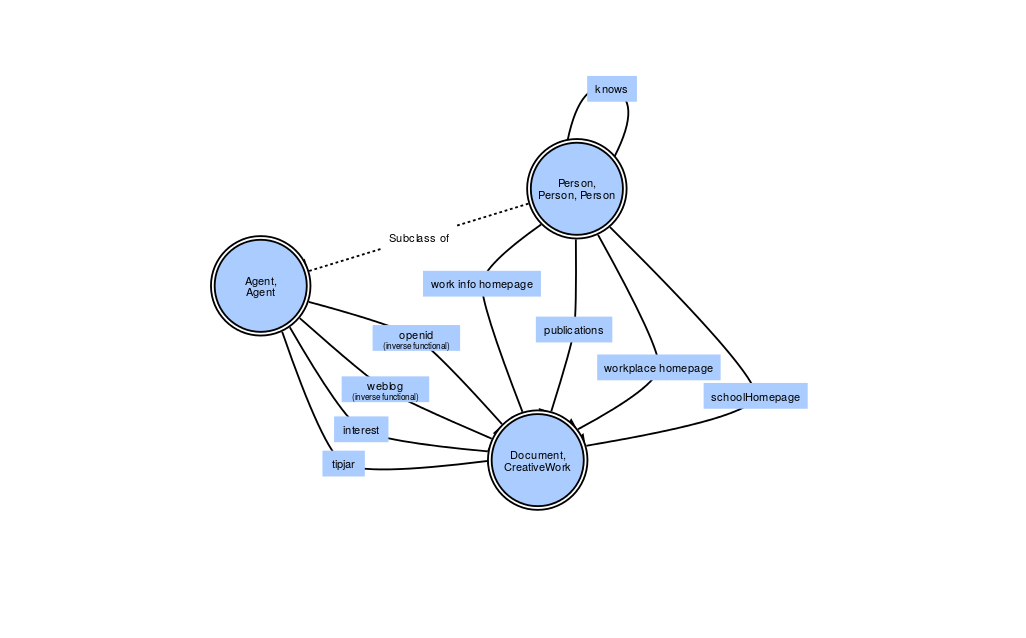 knows
Person,
Person, Person, Person
Subclass of
Agent,
Agent
work info homepage
openid
(inverse functional)
publications
workplace homepage
weblog
(inverse functional)
schoolHomepage
interest
tipjar
Document,
CreativeWork